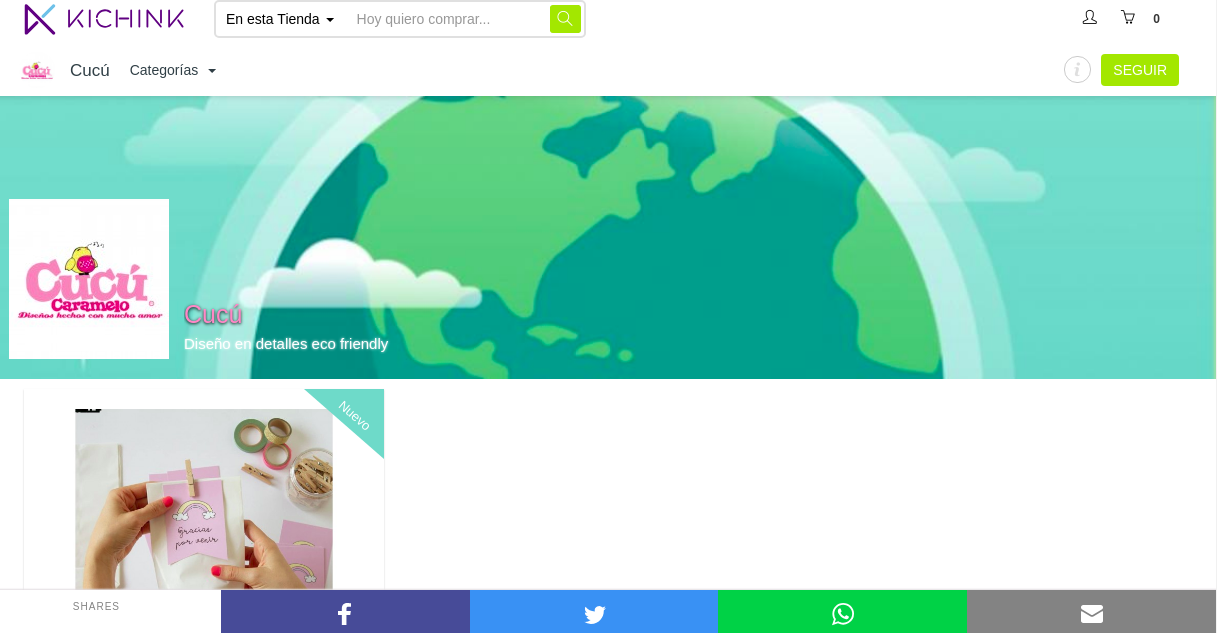 KICHINK
En esta Tienda
Hoy quiero comprar...
0
Cucú
Categorías
i
SEGUIR
Cucú
Caramelo
Diseños hechos con mucho amor
Cucú
Diseño en detalles eco friendly
Nuevo
Gracias
por venir
SHARES